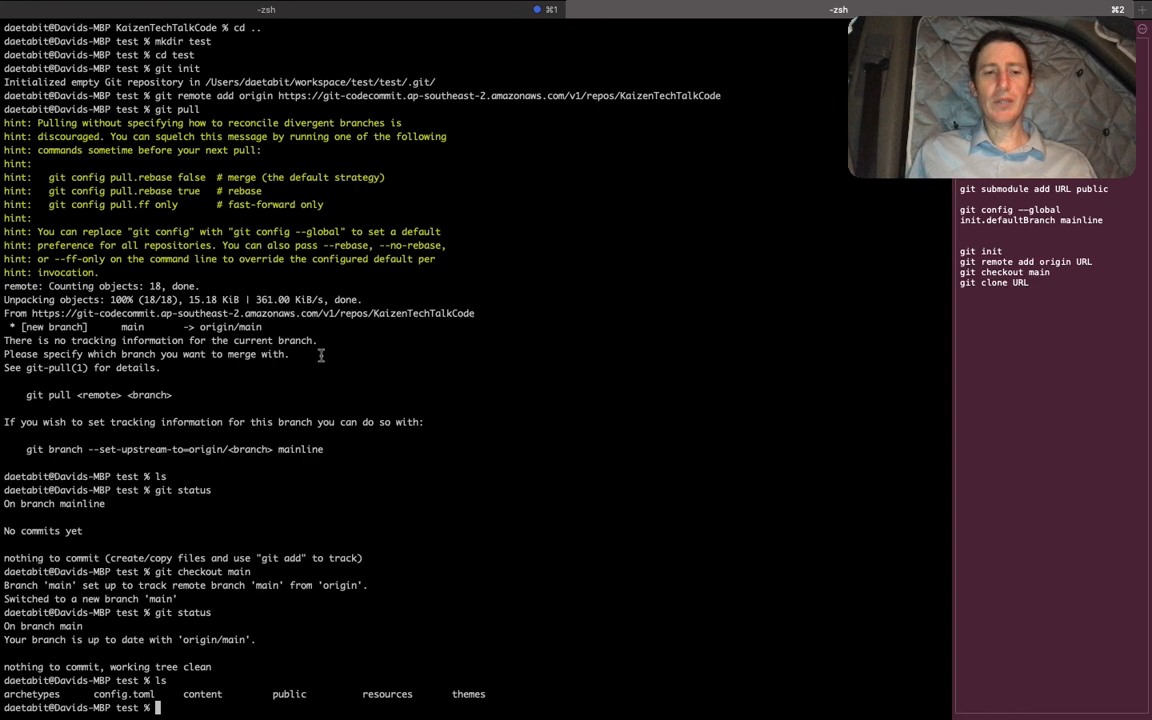 -zsh
⌘1
-zsh
⌘2
daetabit@Davids-MBP KaizenTechTalkCode % cd ..
daetabit@Davids-MBP test % mkdir test
daetabit@Davids-MBP test % cd test
daetabit@Davids-MBP test % git init
Initialized empty Git repository in /Users/daetabit/workspace/test/test/.git/
daetabit@Davids-MBP test % git remote add origin https://git-codecommit.ap-southeast-2.amazonaws.com/v1/repos/KaizenTechTalkCode
daetabit@Davids-MBP test % git pull
hint: Pulling without specifying how to reconcile divergent branches is
hint: discouraged. You can squelch this message by running one of the following
hint: commands sometime before your next pull:
hint:
hint:   git config pull.rebase false  # merge (the default strategy)
hint:   git config pull.rebase true   # rebase
hint:   git config pull.ff only       # fast-forward only
hint:
hint: You can replace "git config" with "git config --global" to set a default
hint: preference for all repositories. You can also pass --rebase, --no-rebase,
hint: or --ff-only on the command line to override the configured default per
hint: invocation.
remote: Counting objects: 18, done.
Unpacking objects: 100% (18/18), 15.18 KiB | 361.00 KiB/s, done.
From https://git-codecommit.ap-southeast-2.amazonaws.com/v1/repos/KaizenTechTalkCode
 * [new branch]      main       -> origin/main
There is no tracking information for the current branch.
Please specify which branch you want to merge with.
See git-pull(1) for details.
    git pull <remote> <branch>
If you wish to set tracking information for this branch you can do so with:
    git branch --set-upstream-to=origin/<branch> mainline
daetabit@Davids-MBP test % ls
daetabit@Davids-MBP test % git status
On branch mainline
No commits yet
nothing to commit (create/copy files and use "git add" to track)
daetabit@Davids-MBP test % git checkout main
Branch 'main' set up to track remote branch 'main' from 'origin'.
Switched to a new branch 'main'
daetabit@Davids-MBP test % git status
On branch main
Your branch is up to date with 'origin/main'.
nothing to commit, working tree clean
daetabit@Davids-MBP test % ls
archetypes      config.toml     content         public          resources       themes
daetabit@Davids-MBP test %
git submodule add URL public
git config —–global
init.defaultBranch mainline
git init
git remote add origin URL
git checkout main
git clone URL